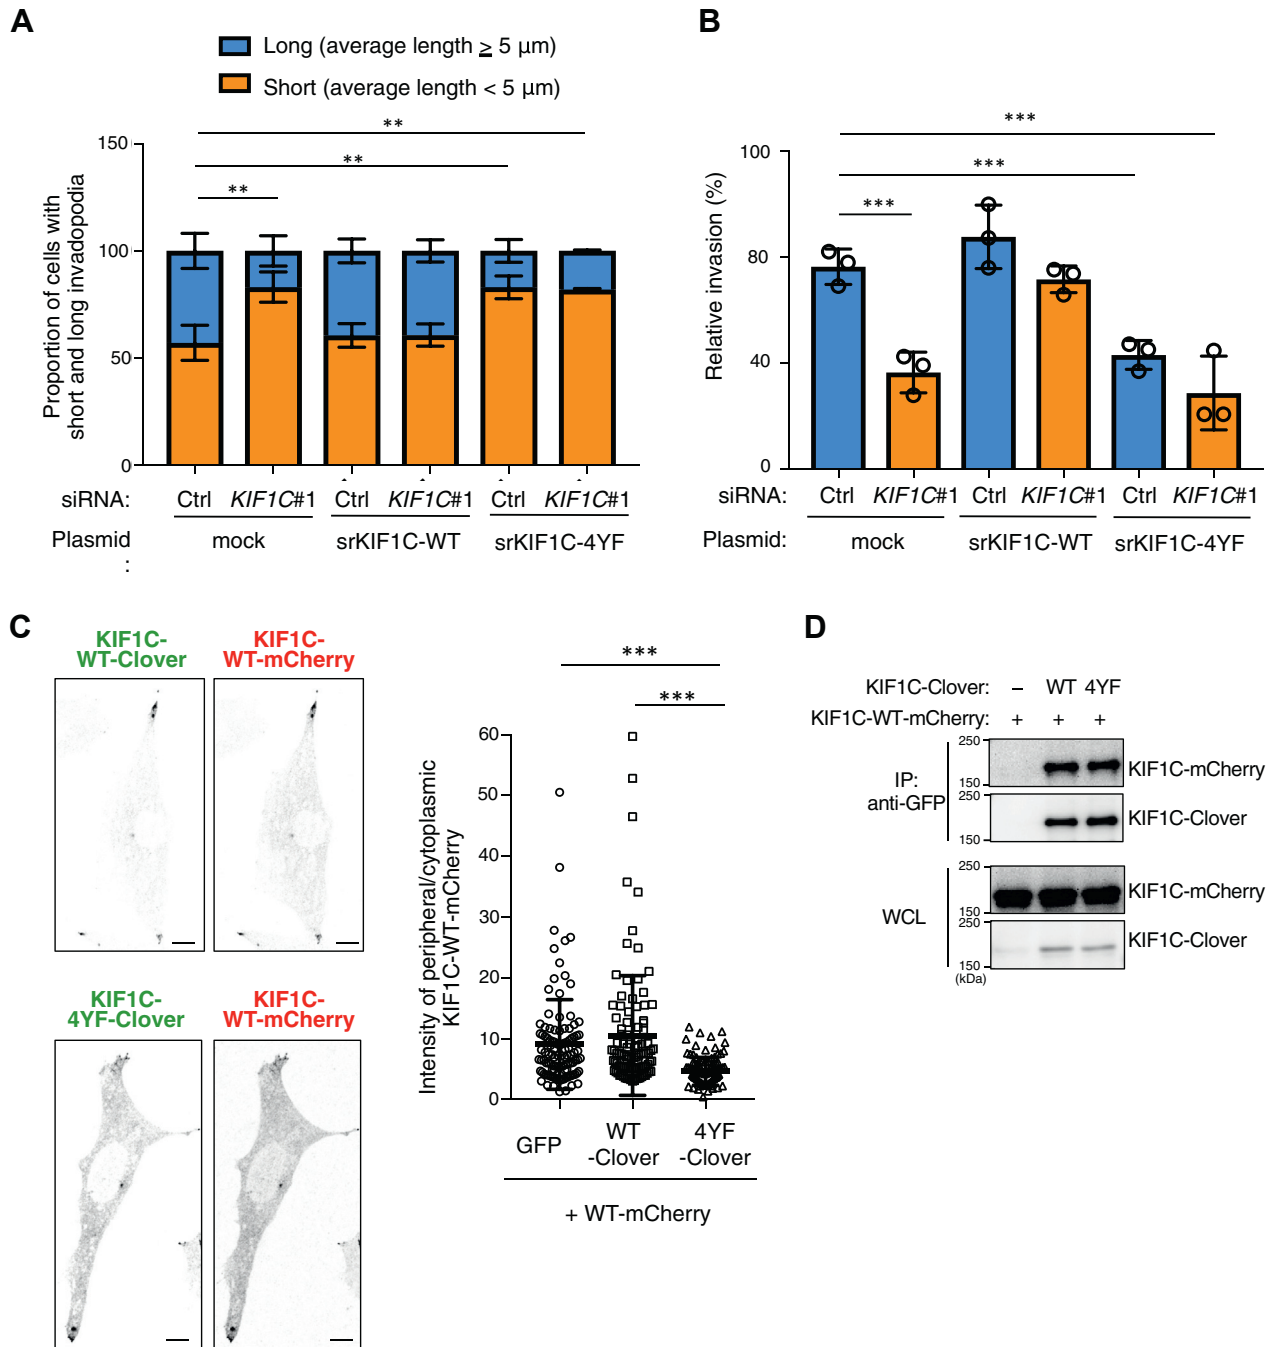 A
Long (average length ≥ 5 µm)
Short (average length < 5 µm)
**
**
**
150
100
50
0
Proportion of cells with
short and long invadopodia
siRNA: Ctrl KIF1C#1 Ctrl KIF1C#1 Ctrl KIF1C#1
Plasmid mock srKIF1C-WT srKIF1C-4YF
:
B
***
***
***
100
80
40
0
Relative invasion (%)
siRNA: Ctrl KIF1C#1 Ctrl KIF1C#1 Ctrl KIF1C#1
Plasmid: mock srKIF1C-WT srKIF1C-4YF
C
KIF1C-
WT-Clover
KIF1C-
WT-mCherry
KIF1C-
4YF-Clover
KIF1C-
WT-mCherry
***
***
60
50
40
30
20
10
0
Intensity of peripheral/cytoplasmic
KIF1C-WT-mCherry
GFP WT 4YF
-Clover -Clover
+ WT-mCherry
D
KIF1C-Clover: – WT 4YF
KIF1C-WT-mCherry: + + +
IP:
anti-GFP
250
150
KIF1C-mCherry
250
150
KIF1C-Clover
WCL
250
150
KIF1C-mCherry
250
150
KIF1C-Clover
(kDa)